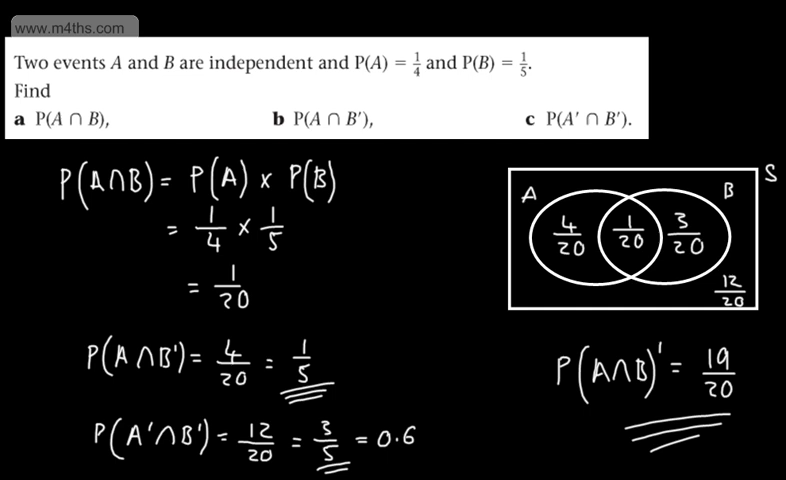 www.m4ths.com
Two events A and B are independent and P(A) = 1/4 and P(B) = 1/5.
Find
a P(A ∩ B), b P(A ∩ B′), c P(A′ ∩ B′).
P(A∩B) = P(A) × P(B)
= 1/4 × 1/5
= 1/20
P(A∩B') = 4/20 = 1/5
P(A'∩B') = 12/20 = 3/5 = 0.6
S
A B
4/20 1/20 3/20
12/20
P(A∩B)' = 19/20